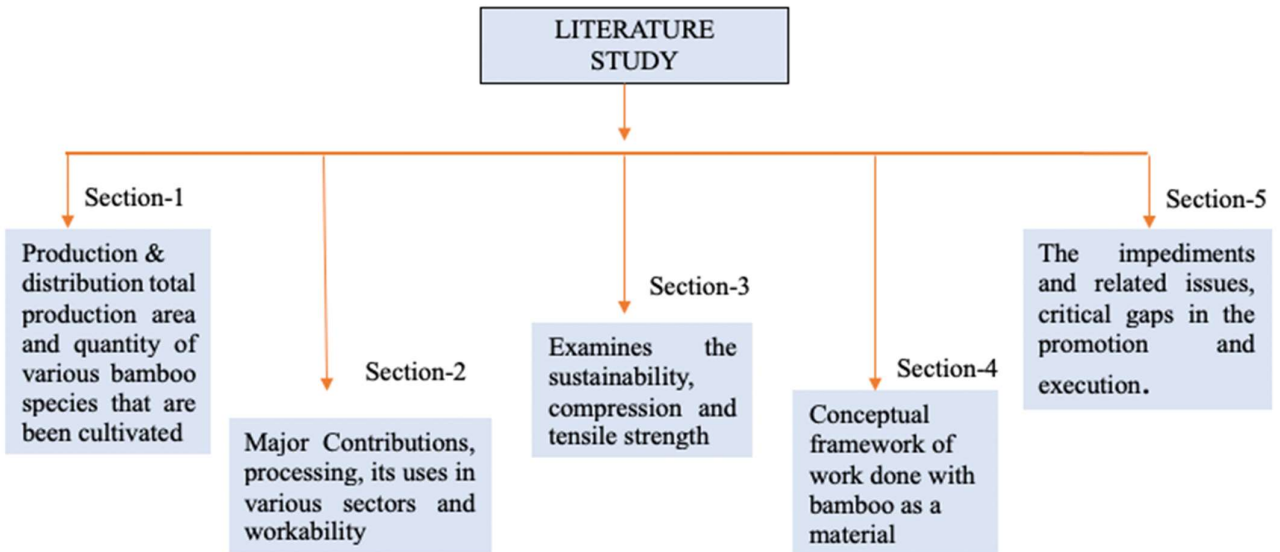 LITERATURE
STUDY
Section-1
Production &
distribution total
production area
and quantity of
various bamboo
species that are
been cultivated
Section-2
Major Contributions,
processing, its uses in
various sectors and
workability
Section-3
Examines the
sustainability,
compression and
tensile strength
Section-4
Conceptual
framework of
work done with
bamboo as a
material
Section-5
The impediments
and related issues,
critical gaps in the
promotion and
execution.